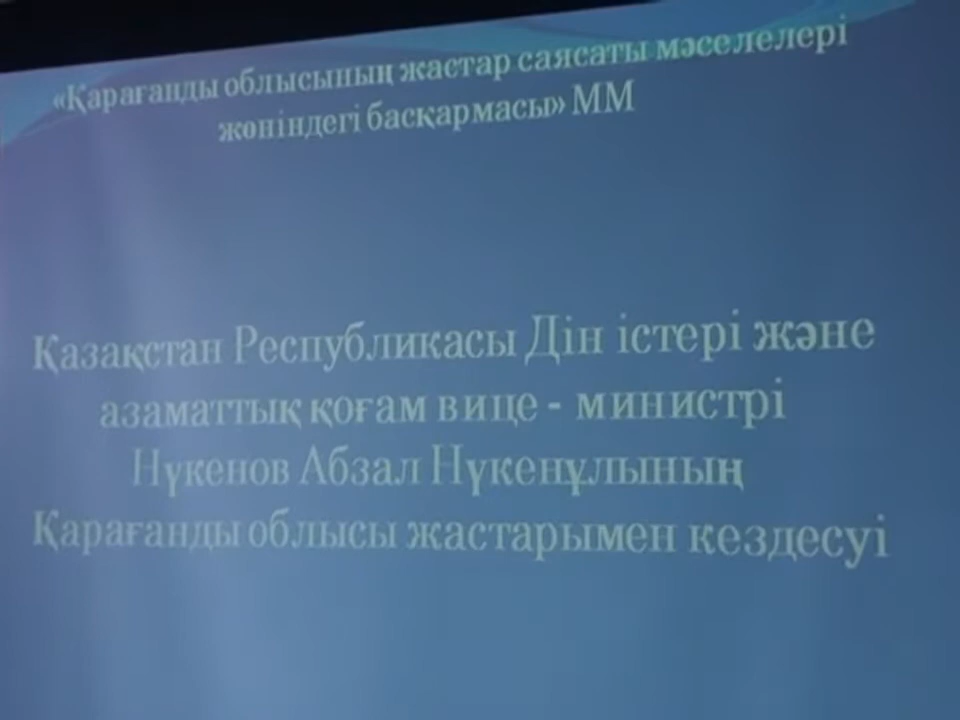 «Қарағанды облысының жастар саясаты мәселелері
жөніндегі басқармасы» ММ
Қазақстан Республикасы Дін істері және
азаматтық қоғам вице - министрі
Нүкенов Абзал Нүкенұлының
Қарағанды облысы жастарымен кездесуі